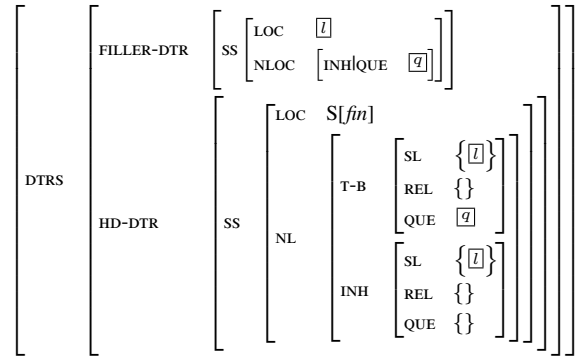 LOC l
FILLER-DTR SS
NLOC INH|QUE q
LOC S[fin]
SL {l}
T-B REL {}
QUE q
DTRS
HD-DTR SS NL
SL {l}
INH REL {}
QUE {}